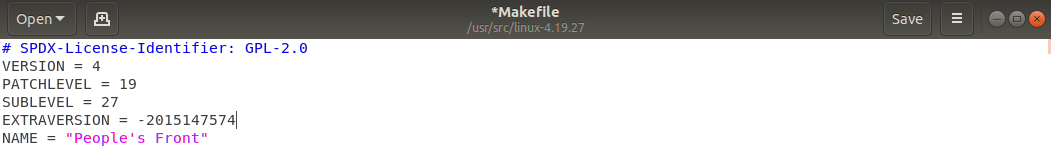 Open
*Makefile
/usr/src/linux-4.19.27
Save
# SPDX-License-Identifier: GPL-2.0
VERSION = 4
PATCHLEVEL = 19
SUBLEVEL = 27
EXTRAVERSION = -2015147574
NAME = "People's Front"